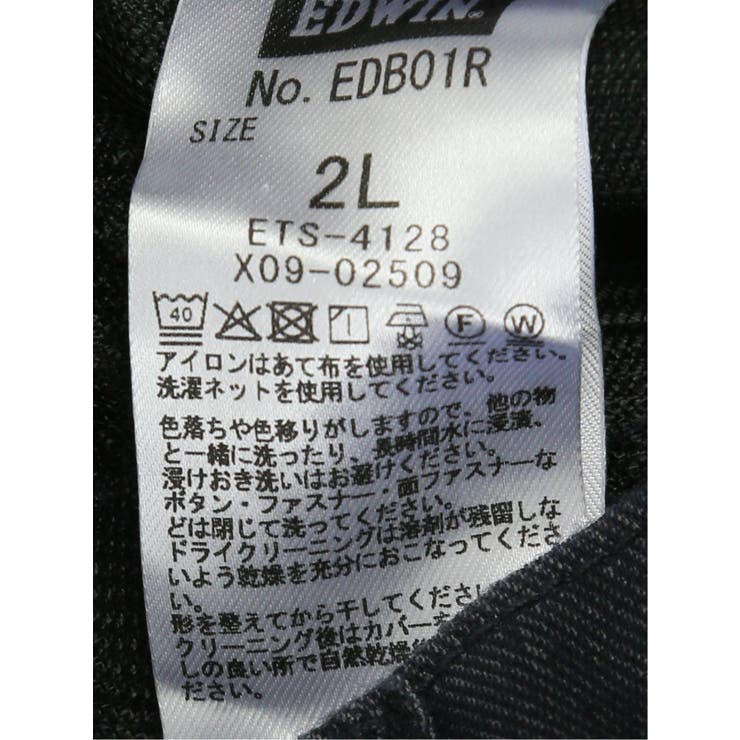 EDWIN
No. EDB01R
SIZE
2L
ETS-4128
X09-02509
40 F W
アイロンはあて布を使用してください。
洗濯ネットを使用してください。
色落ちや色移りがしますので、他の物
と一緒に洗ったり、長時間水に浸漬、
浸けおき洗いはお避けください。
ボタン・ファスナー・面ファスナーな
どは閉じて洗ってください。
ドライクリーニングは溶剤が残留しな
いよう乾燥を充分におこなってくださ
い。
形を整えてから干してくださ
クリーニング後はカバーを
しの良い所で自然乾燥
ださい。